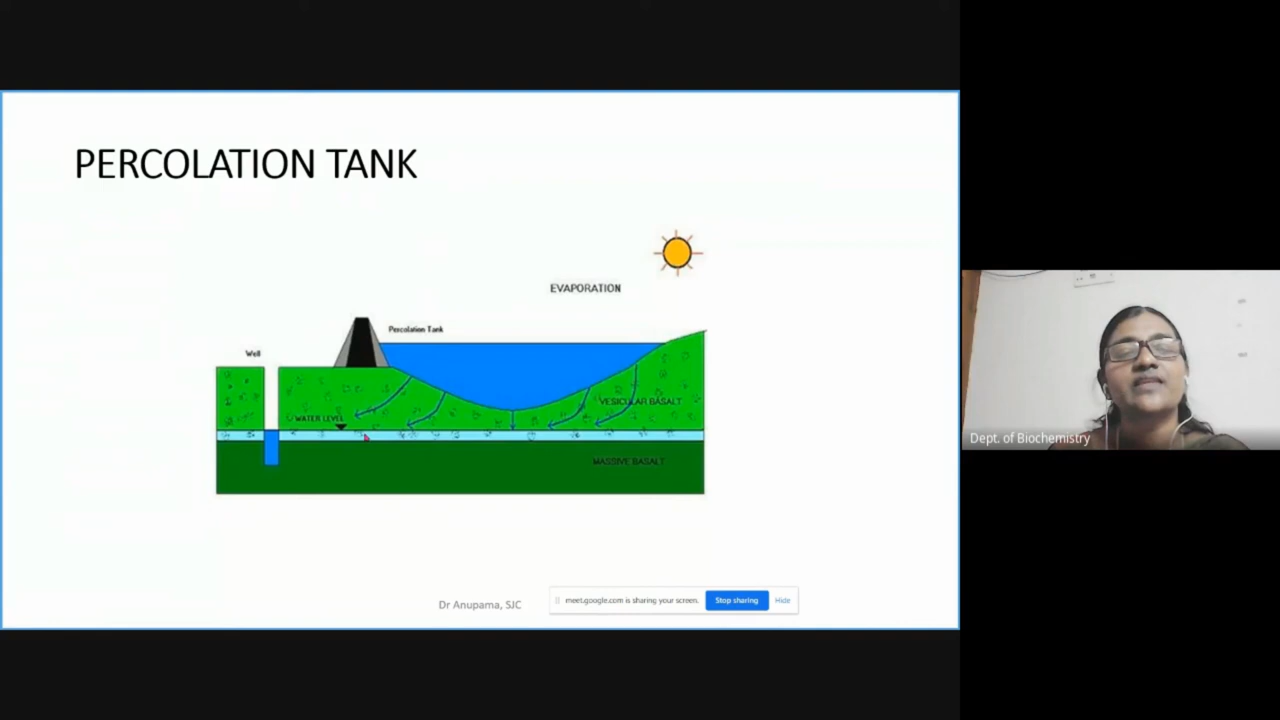 PERCOLATION TANK
EVAPORATION
Percolation Tank
Well
VESICULAR BASALT
WATER LEVEL
MASSIVE BASALT
Dr Anupama, SJC
meet.google.com is sharing your screen.
Stop sharing
Hide
Dept. of Biochemistry